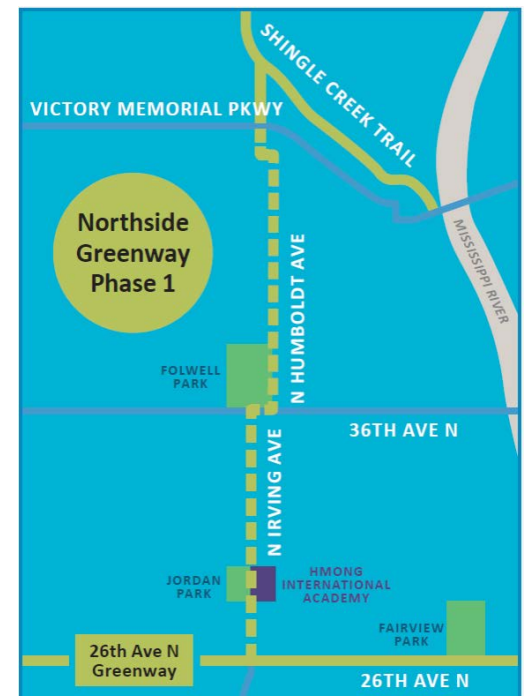 SHINGLE CREEK TRAIL
VICTORY MEMORIAL PKWY
Northside
Greenway
Phase 1
MISSISSIPPI RIVER
N HUMBOLDT AVE
FOLWELL
PARK
36TH AVE N
N IRVING AVE
JORDAN
PARK
HMONG
INTERNATIONAL
ACADEMY
FAIRVIEW
PARK
26th Ave N
Greenway
26TH AVE N